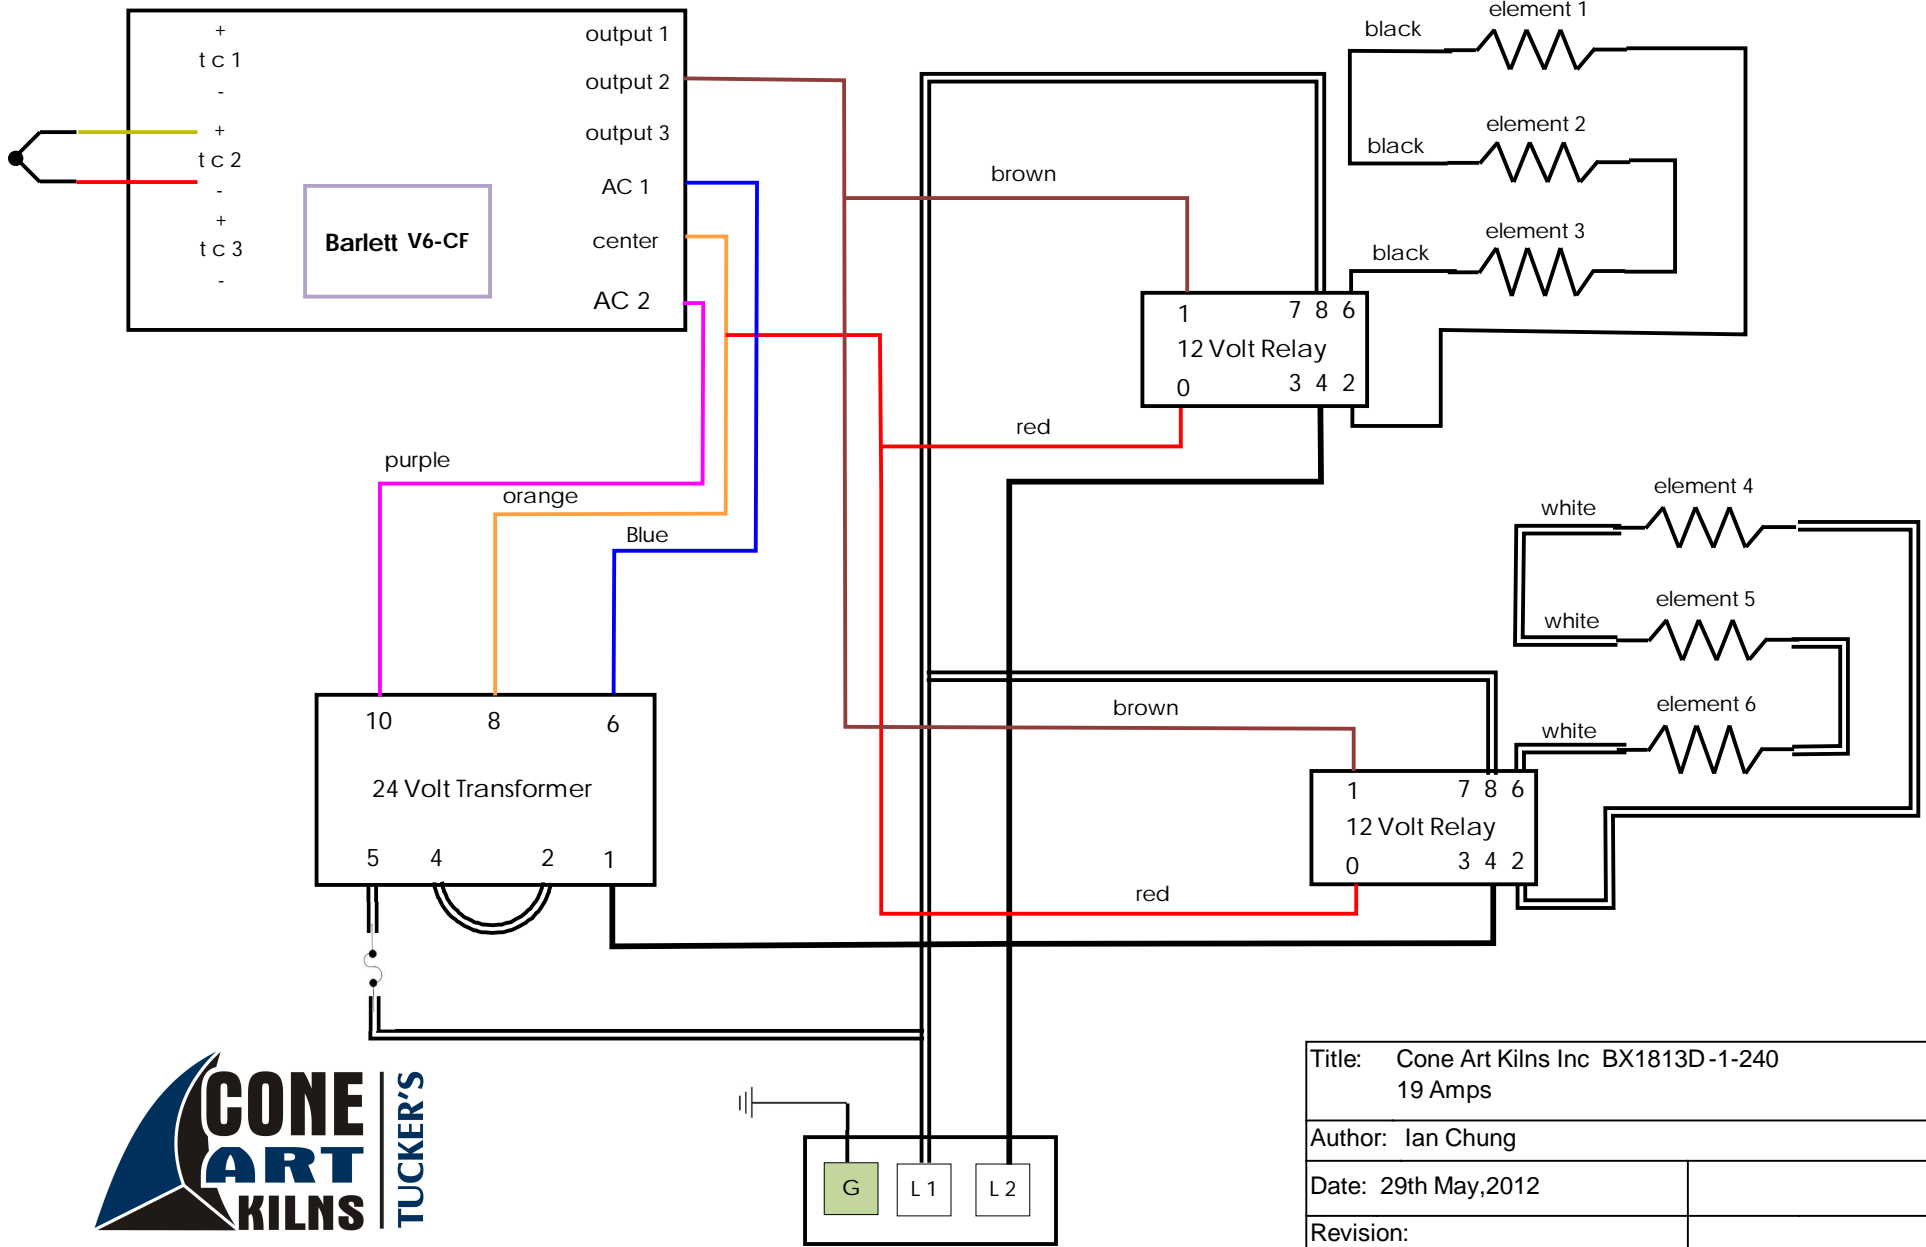 +
t c 1
-
+
t c 2
-
+
t c 3
-
Barlett V6-CF
output 1
output 2
output 3
AC 1
center
AC 2
element 1
black
element 2
black
element 3
black
brown
1 7 8 6
12 Volt Relay
0 3 4 2
red
purple
orange
Blue
element 4
white
element 5
white
element 6
white
brown
1 7 8 6
12 Volt Relay
0 3 4 2
red
10 8 6
24 Volt Transformer
5 4 2 1
G L 1 L 2
CONE
ART
KILNS
TUCKER'S
Title: Cone Art Kilns Inc BX1813D-1-240
19 Amps
Author: Ian Chung
Date: 29th May,2012
Revision: